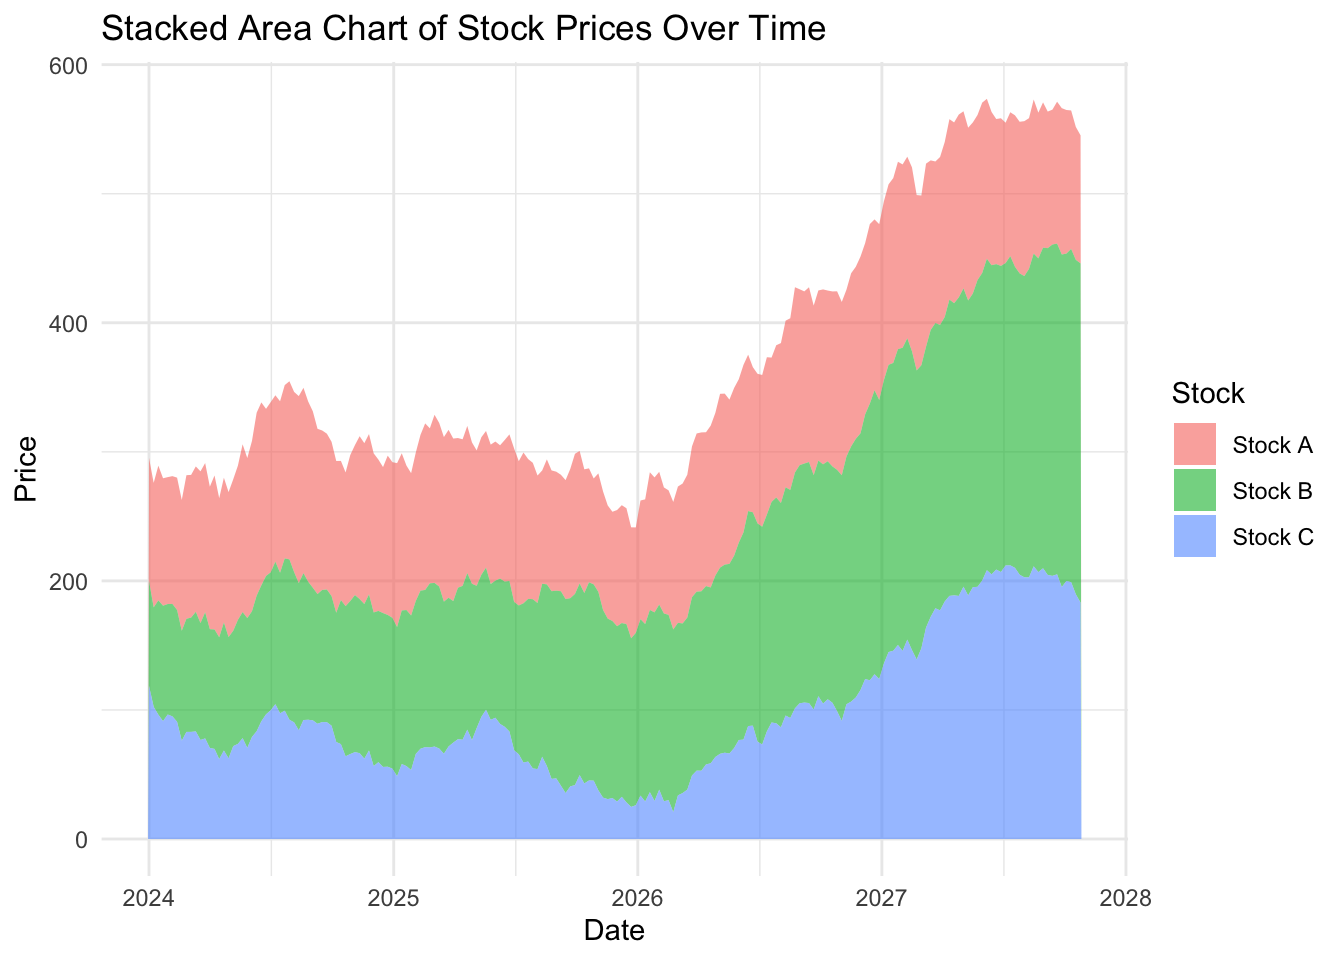 Stacked Area Chart of Stock Prices Over Time
600
400
200
0
Price
2024 2025 2026 2027 2028
Date
Stock
Stock A
Stock B
Stock C